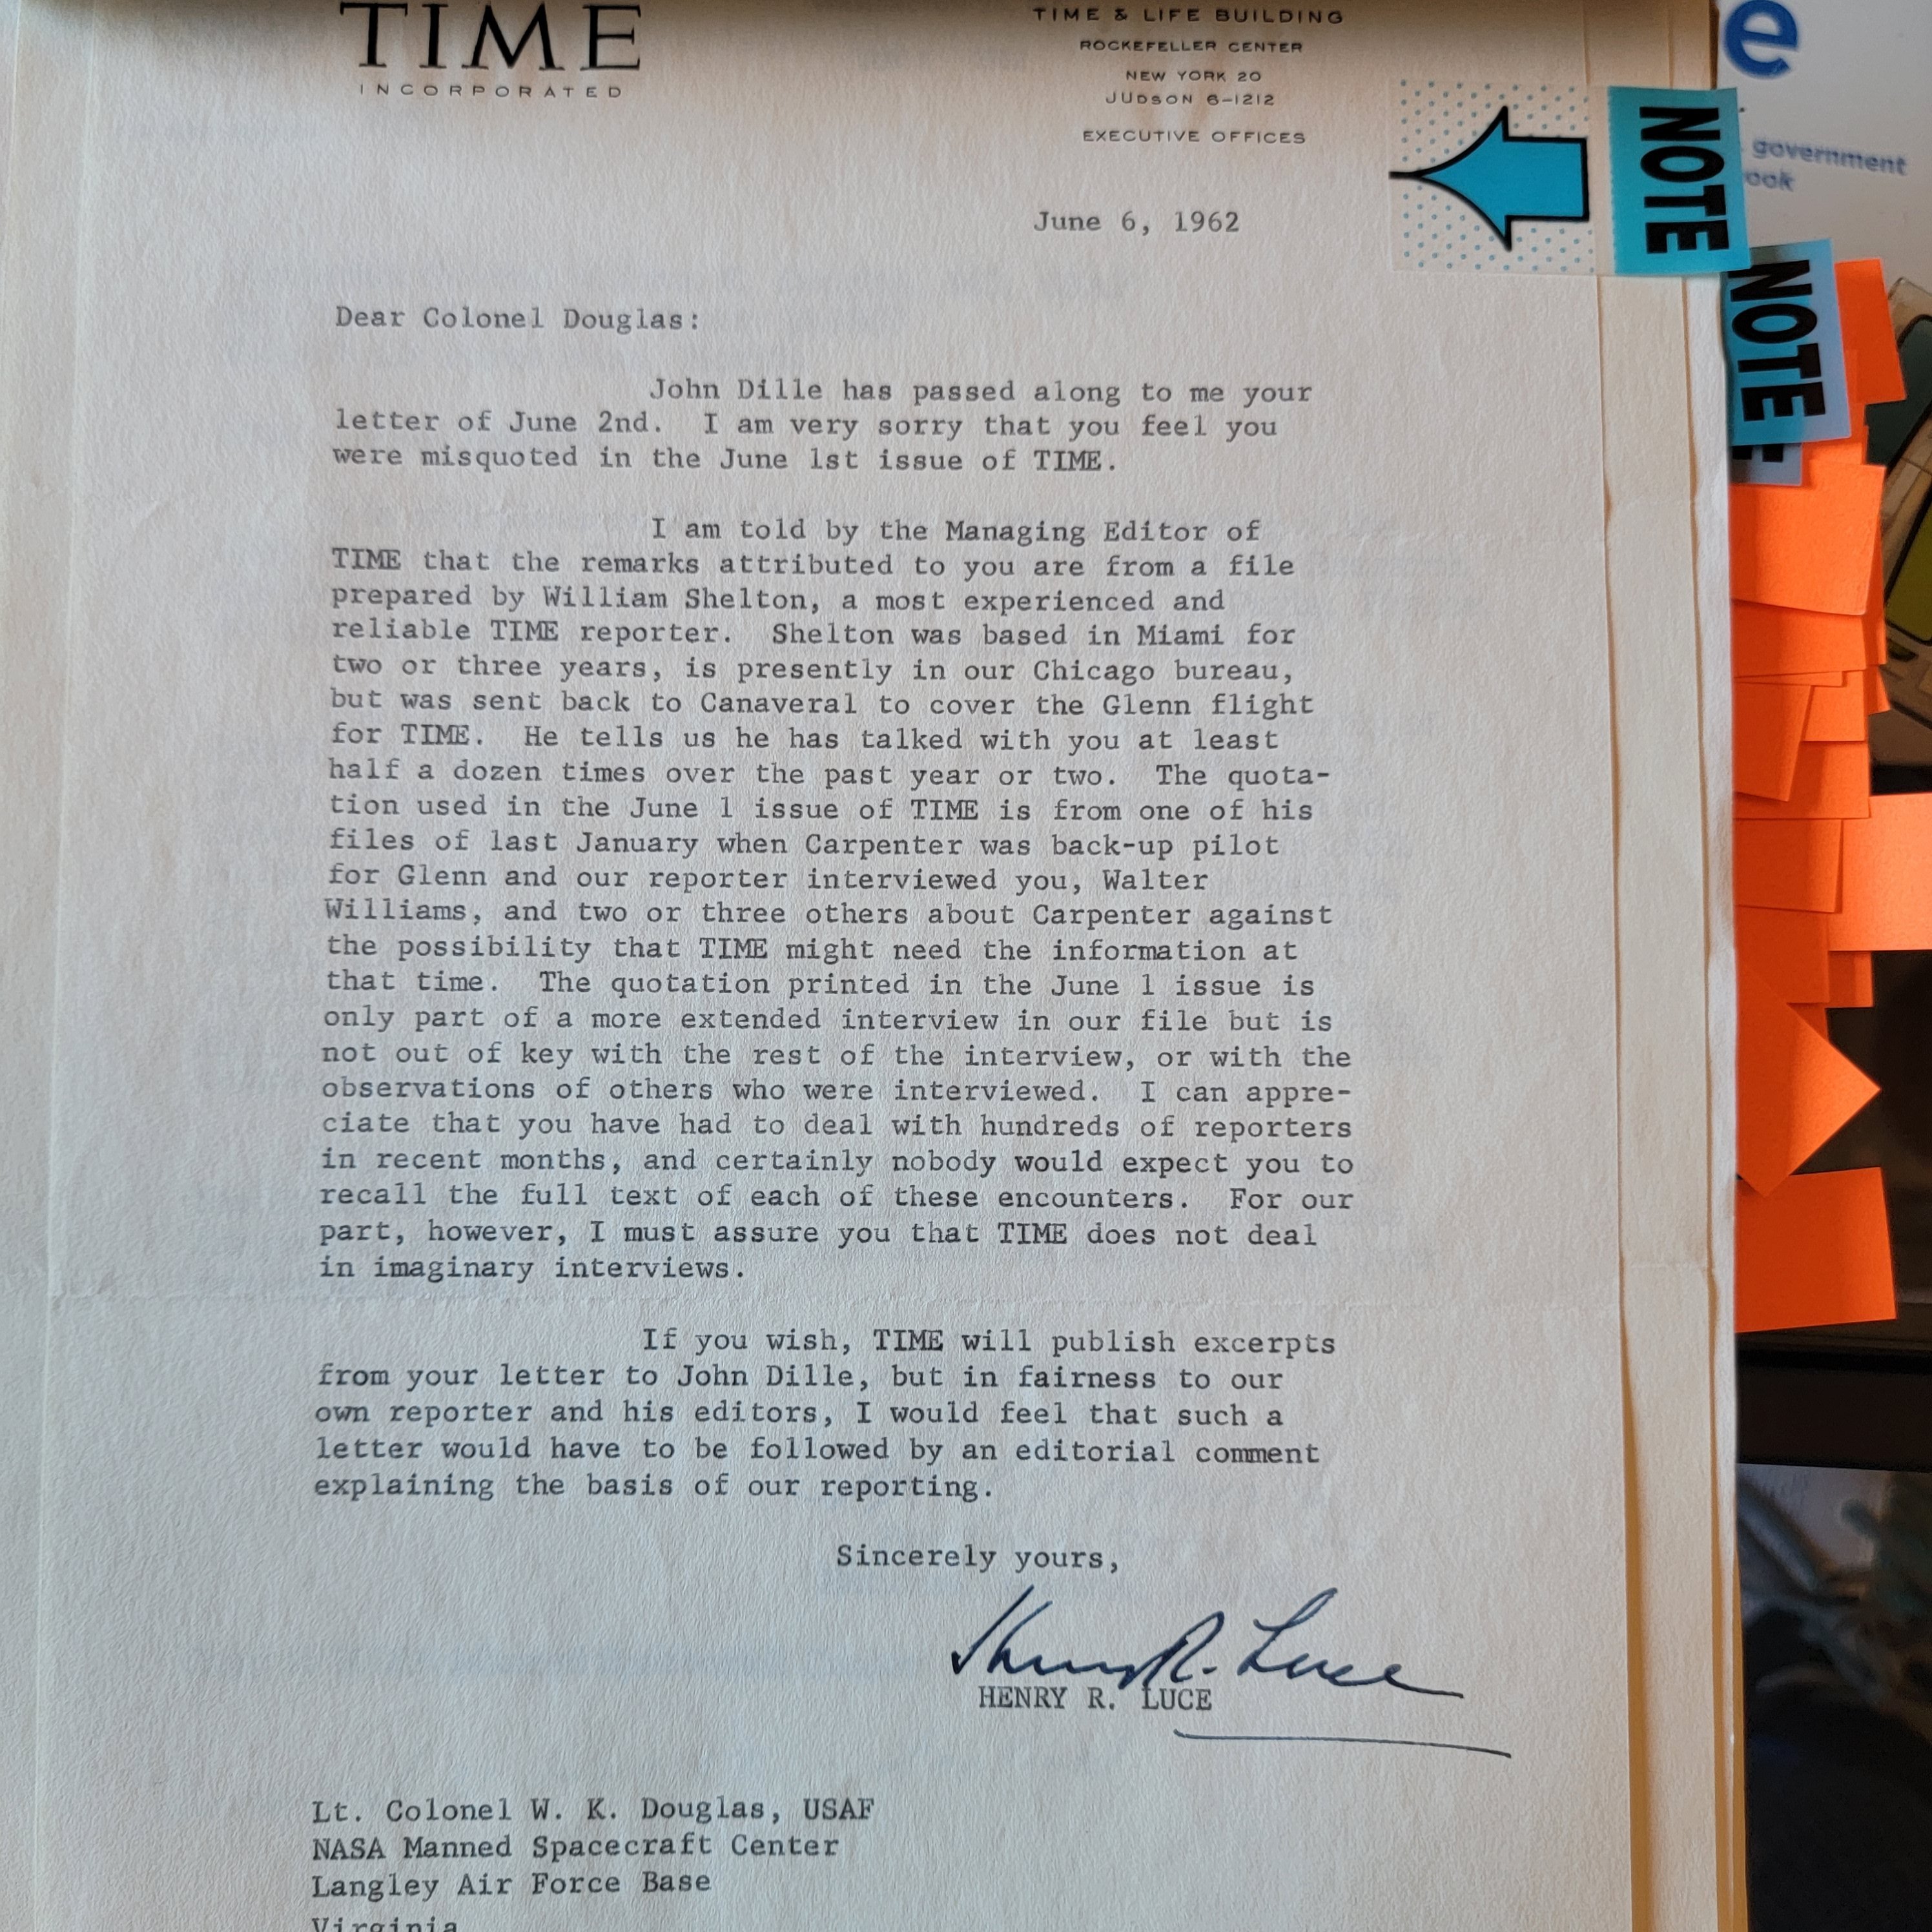 TIME
INCORPORATED
TIME & LIFE BUILDING
ROCKEFELLER CENTER
NEW YORK 20
JUDSON 6-1212
EXECUTIVE OFFICES
e
government
ook
NOTE
NOTE
June 6, 1962
Dear Colonel Douglas:
John Dille has passed along to me your
letter of June 2nd. I am very sorry that you feel you
were misquoted in the June 1st issue of TIME.
I am told by the Managing Editor of
TIME that the remarks attributed to you are from a file
prepared by William Shelton, a most experienced and
reliable TIME reporter. Shelton was based in Miami for
two or three years, is presently in our Chicago bureau,
but was sent back to Canaveral to cover the Glenn flight
for TIME. He tells us he has talked with you at least
half a dozen times over the past year or two. The quota-
tion used in the June 1 issue of TIME is from one of his
files of last January when Carpenter was back-up pilot
for Glenn and our reporter interviewed you, Walter
Williams, and two or three others about Carpenter against
the possibility that TIME might need the information at
that time. The quotation printed in the June 1 issue is
only part of a more extended interview in our file but is
not out of key with the rest of the interview, or with the
observations of others who were interviewed. I can appre-
ciate that you have had to deal with hundreds of reporters
in recent months, and certainly nobody would expect you to
recall the full text of each of these encounters. For our
part, however, I must assure you that TIME does not deal
in imaginary interviews.
If you wish, TIME will publish excerpts
from your letter to John Dille, but in fairness to our
own reporter and his editors, I would feel that such a
letter would have to be followed by an editorial comment
explaining the basis of our reporting.
Sincerely yours,
Henry R. Luce
HENRY R. LUCE
Lt. Colonel W. K. Douglas, USAF
NASA Manned Spacecraft Center
Langley Air Force Base
Virginia